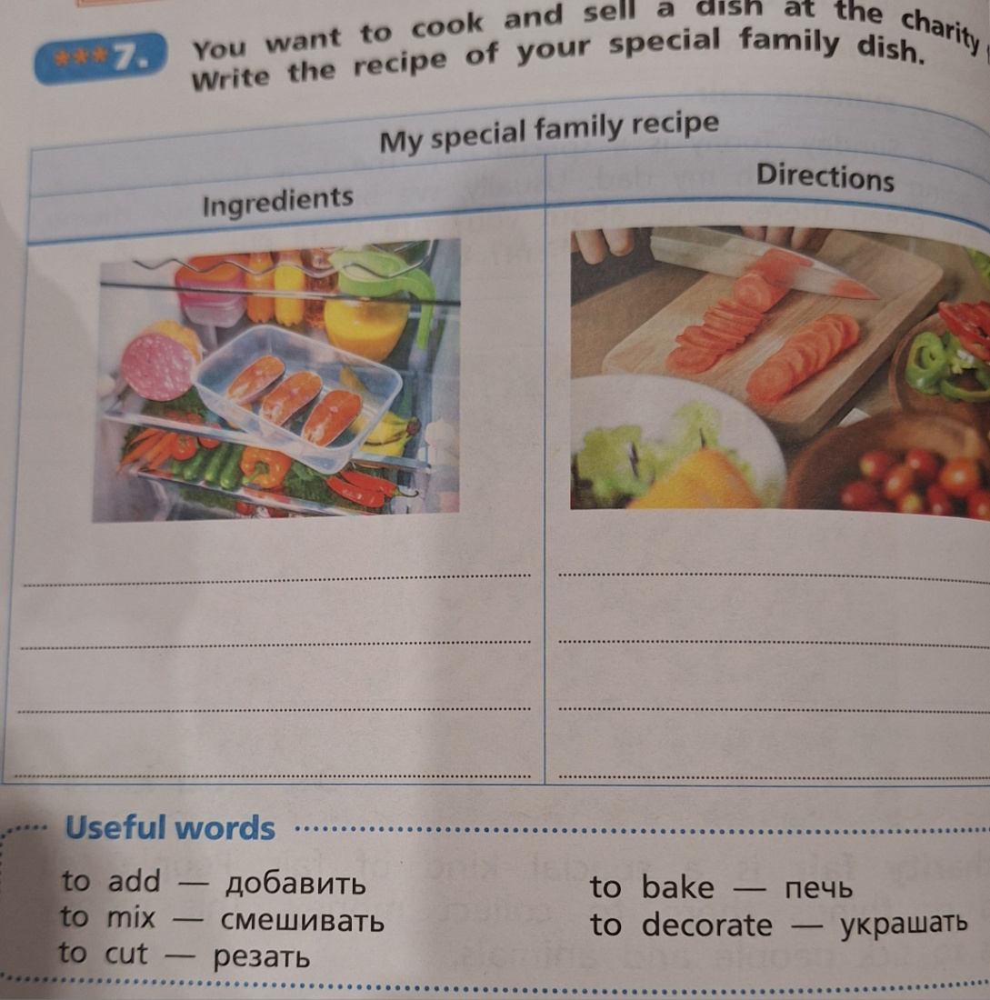 ***7. You want to cook and sell a dish at the charity
Write the recipe of your special family dish.
My special family recipe
Ingredients
Directions
Useful words
to add — добавить
to mix — смешивать
to cut — резать
to bake — печь
to decorate — украшать